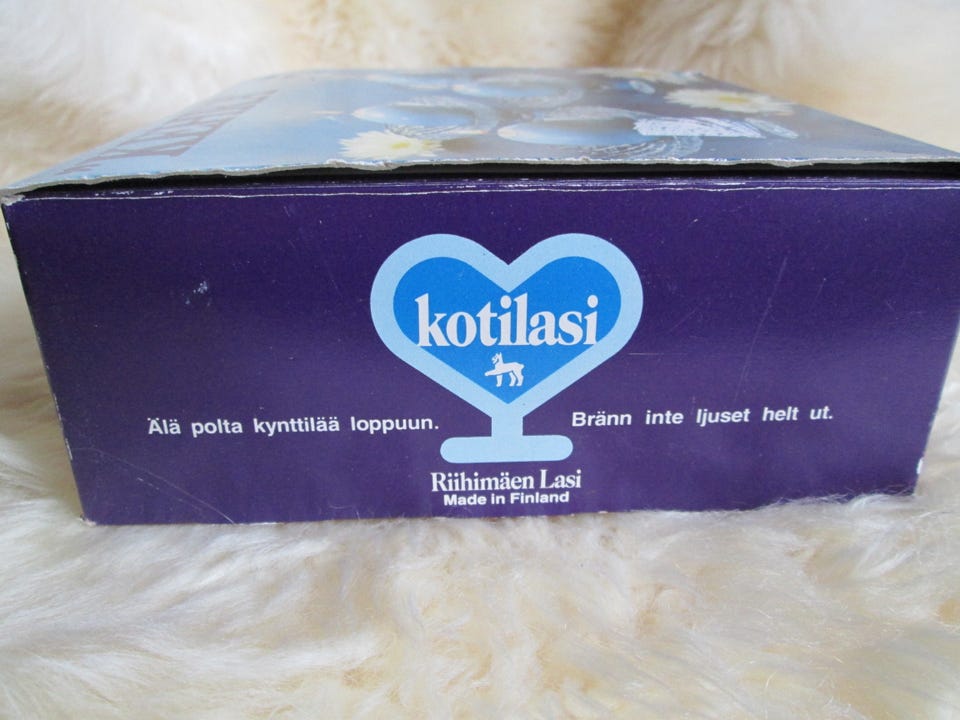 kotilasi
Älä polta kynttilää loppuun.
Bränn inte ljuset helt ut.
Riihimäen Lasi
Made in Finland